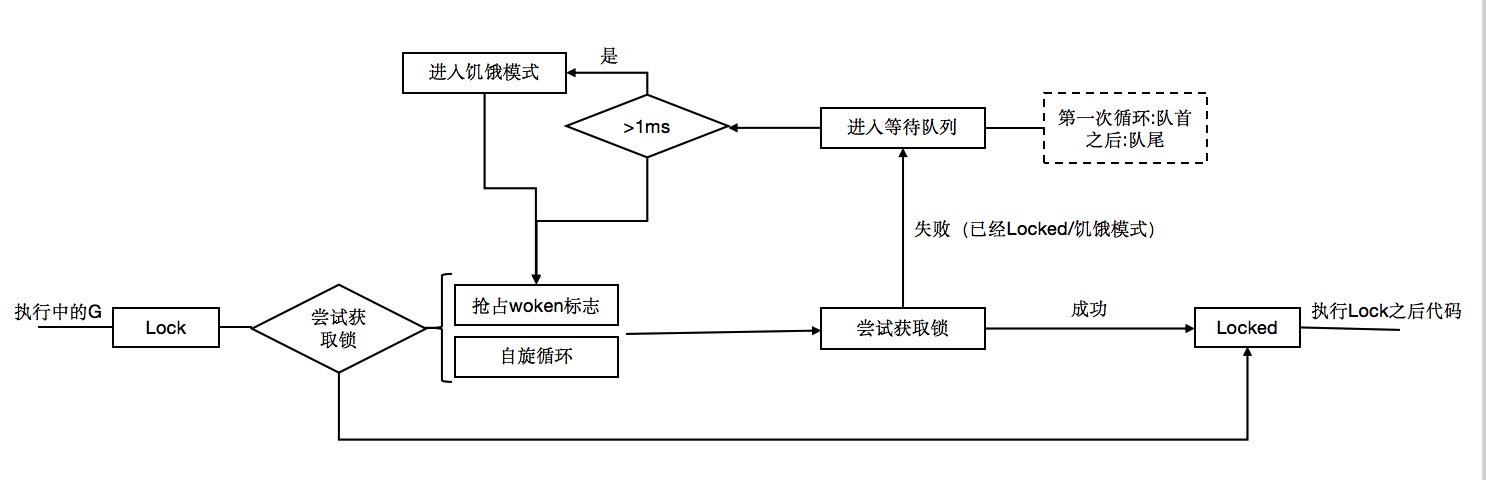 是
进入饥饿模式
>1ms
进入等待队列
第一次循环:队首
之后:队尾
失败（已经Locked/饥饿模式）
执行中的G
Lock
尝试获
取锁
抢占woken标志
自旋循环
尝试获取锁
成功
Locked
执行Lock之后代码